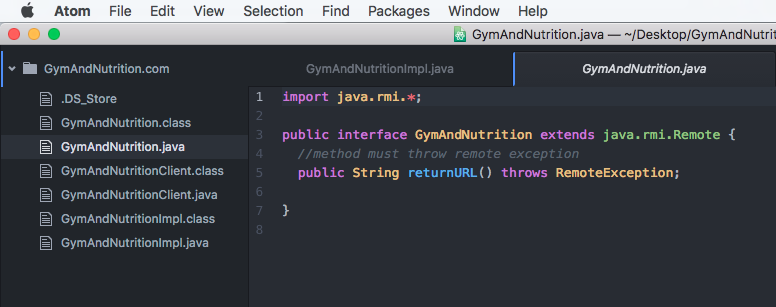 Atom File Edit View Selection Find Packages Window Help
GymAndNutrition.java — ~/Desktop/GymAndNutrit
GymAndNutrition.com
.DS_Store
GymAndNutrition.class
GymAndNutrition.java
GymAndNutritionClient.class
GymAndNutritionClient.java
GymAndNutritionImpl.class
GymAndNutritionImpl.java
GymAndNutritionImpl.java GymAndNutrition.java
1 import java.rmi.*;
2
3 public interface GymAndNutrition extends java.rmi.Remote {
4 //method must throw remote exception
5 public String returnURL() throws RemoteException;
6
7 }
8